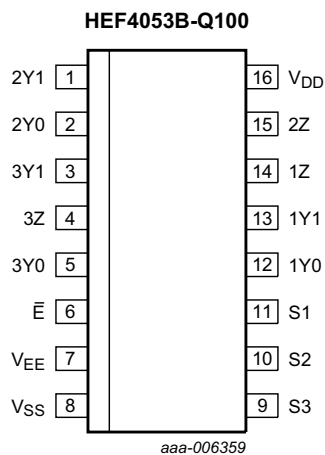 HEF4053B-Q100
2Y1 1 16 VDD
2Y0 2 15 2Z
3Y1 3 14 1Z
3Z 4 13 1Y1
3Y0 5 12 1Y0
E̅ 6 11 S1
VEE 7 10 S2
VSS 8 9 S3
aaa-006359